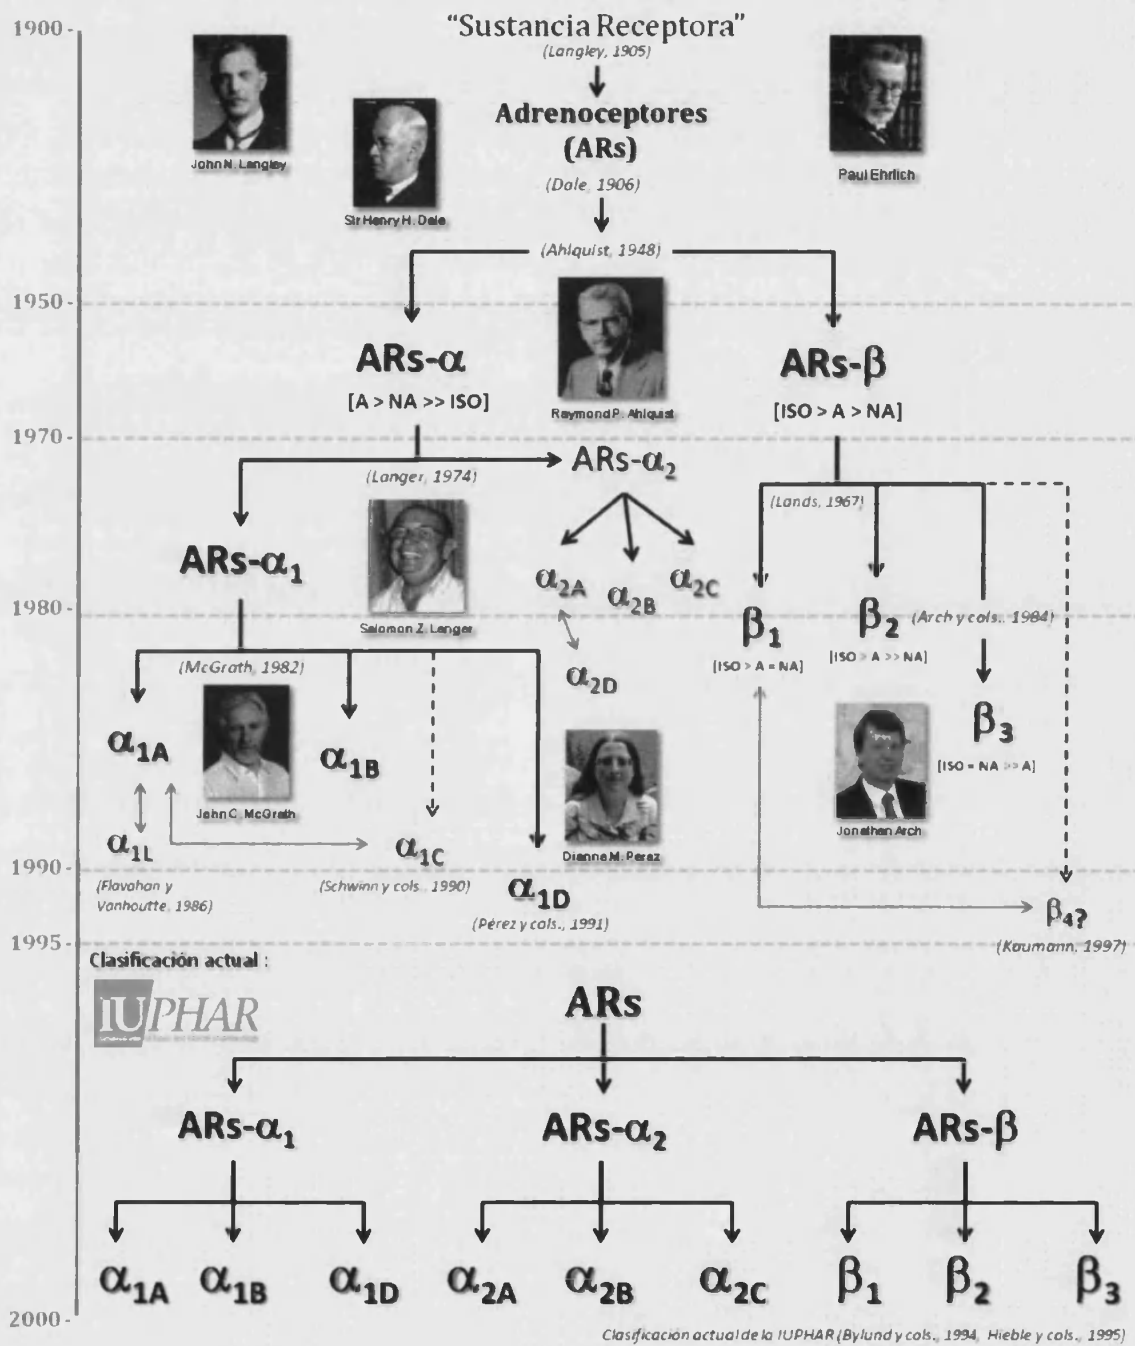 1900 -
"Sustancia Receptora"
(Langley, 1905)
Adrenoceptores
(ARs)
(Dale, 1906)
John N. Langley
Sir Henry H. Dale
Paul Ehrlich
(Ahlquist, 1948)
1950 -
ARs-α
[A > NA >> ISO]
Raymond P. Ahlquist
ARs-β
[ISO > A > NA]
1970 -
(Langer, 1974)
ARs-α2
(Lands, 1967)
ARs-α1
Salomon Z. Langer
α2A
α2B
α2C
α2D
1980 -
β1
[ISO > A = NA]
β2
[ISO > A >> NA]
(Arch y cols., 1984)
β3
[ISO = NA >> A]
Jonathan Arch
(McGrath, 1982)
α1A
John C. McGrath
α1B
Dianne M. Perez
α1L
(Flavahan y
Vanhoutte, 1986)
α1C
(Schwinn y cols., 1990)
1990 -
α1D
(Pérez y cols., 1991)
β4?
(Kaumann, 1997)
1995 -
Clasificación actual :
IUPHAR
ARs
ARs-α1
ARs-α2
ARs-β
α1A
α1B
α1D
α2A
α2B
α2C
β1
β2
β3
2000 -
Clasificación actual de la IUPHAR (Bylund y cols., 1994, Hieble y cols., 1995)